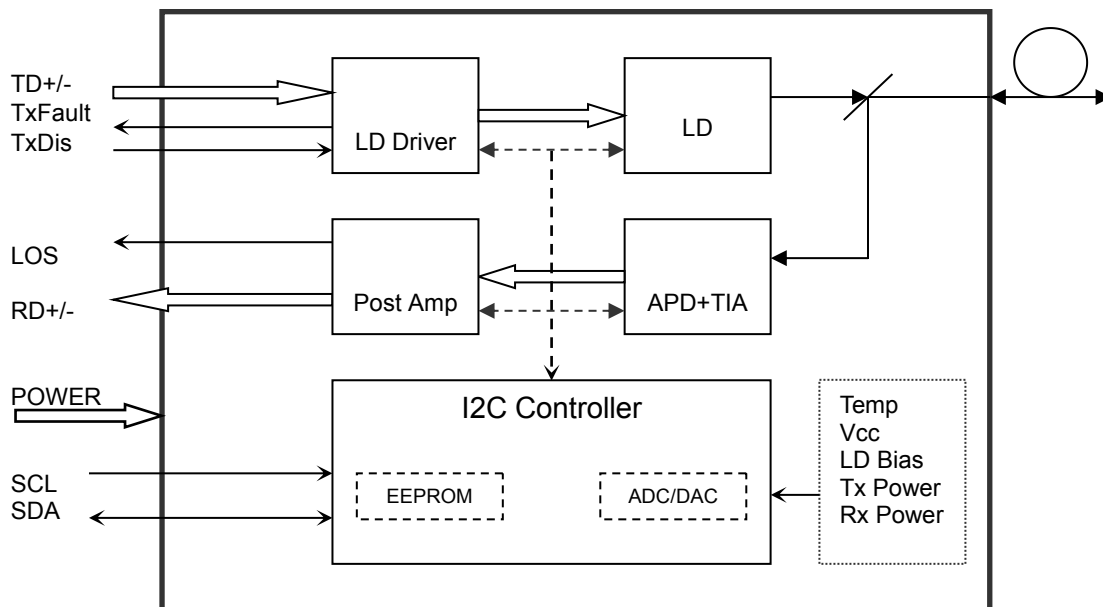 TD+/-
TxFault
TxDis
LD Driver
LD
LOS
RD+/-
Post Amp
APD+TIA
POWER
I2C Controller
SCL
SDA
EEPROM
ADC/DAC
Temp
Vcc
LD Bias
Tx Power
Rx Power